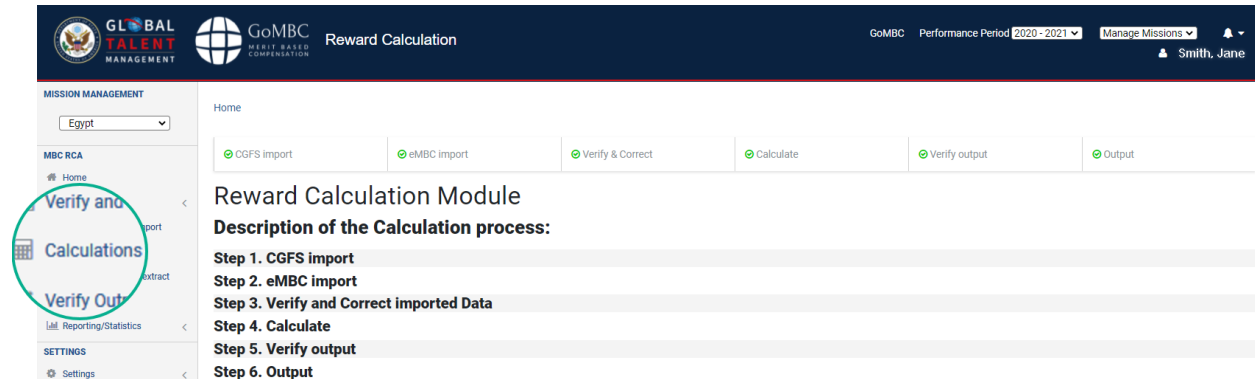 GLOBAL
TALENT
MANAGEMENT
GoMBC
MERIT BASED
COMPENSATION
Reward Calculation
GoMBC Performance Period 2020 - 2021 Manage Missions
Smith, Jane
MISSION MANAGEMENT
Egypt
Home
MBC RCA
CGFS import eMBC import Verify & Correct Calculate Verify output Output
Home
Verify and
Calculations
extract
Verify
Reporting/Statistics
SETTINGS
Settings
Reward Calculation Module
Description of the Calculation process:
Step 1. CGFS import
Step 2. eMBC import
Step 3. Verify and Correct imported Data
Step 4. Calculate
Step 5. Verify output
Step 6. Output